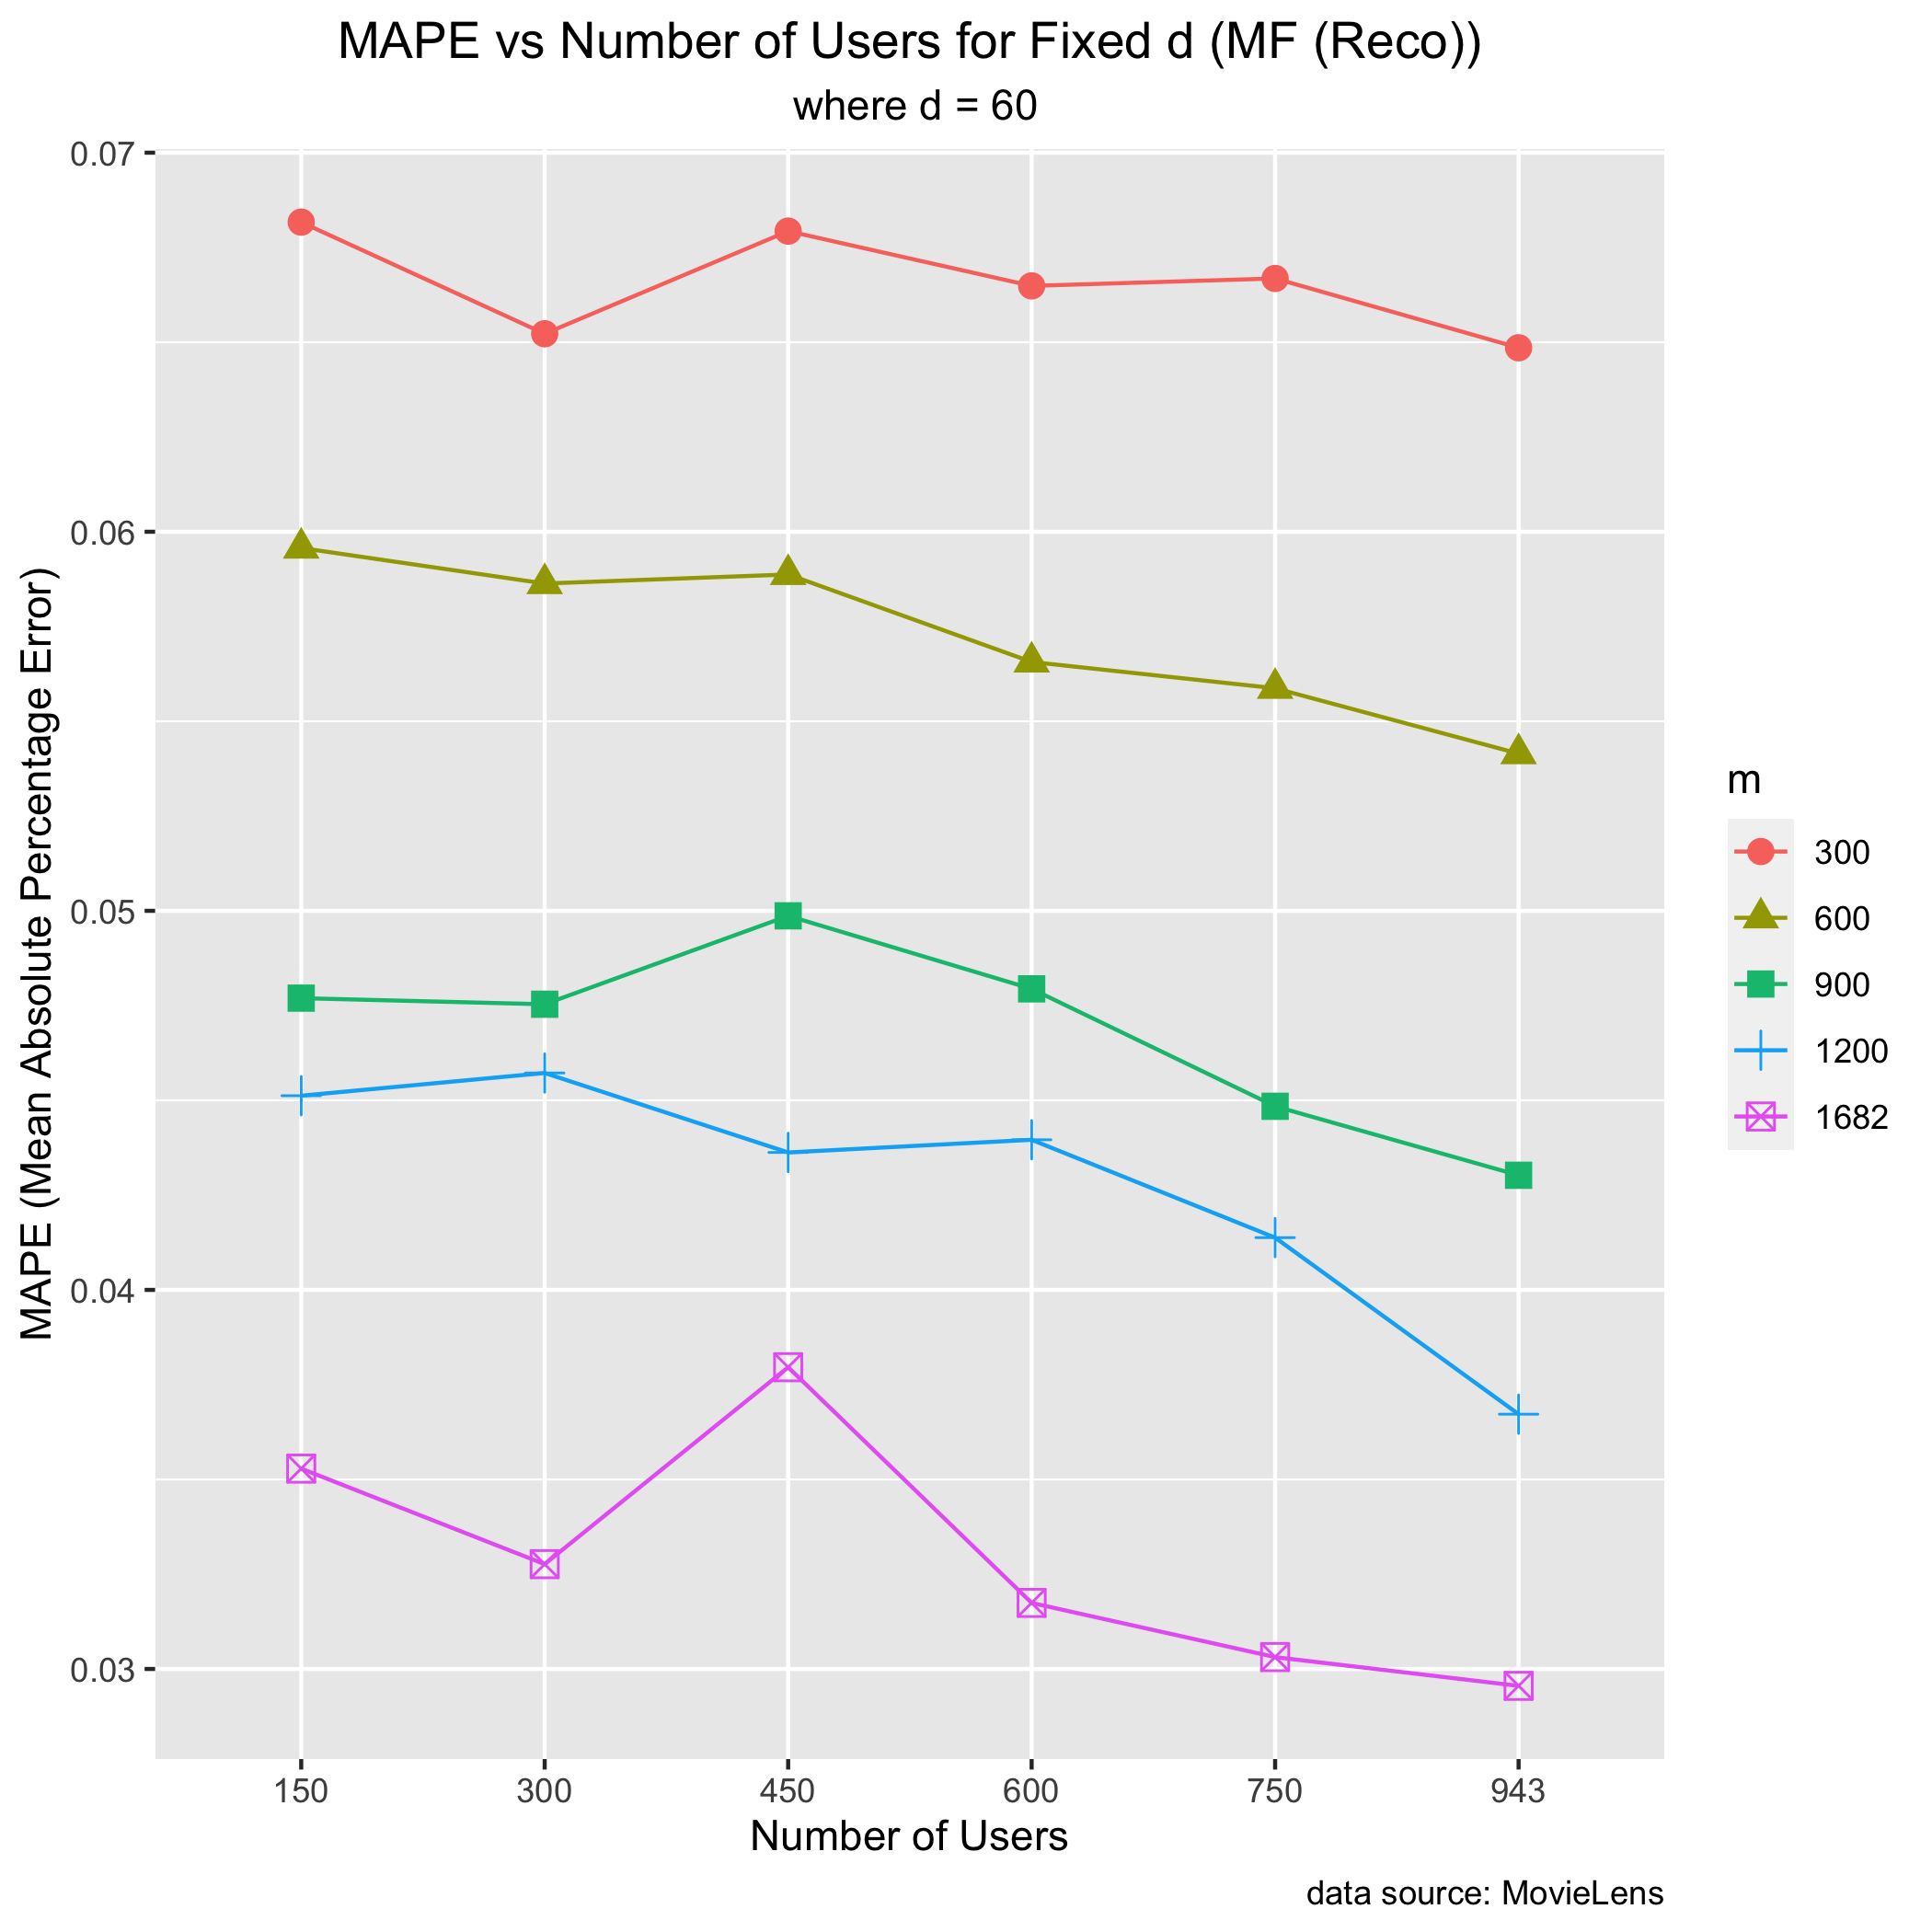 MAPE vs Number of Users for Fixed d (MF (Reco))
where d = 60
MAPE (Mean Absolute Percentage Error)
0.07
0.06
0.05
0.04
0.03
150 300 450 600 750 943
Number of Users
m
300
600
900
1200
1682
data source: MovieLens